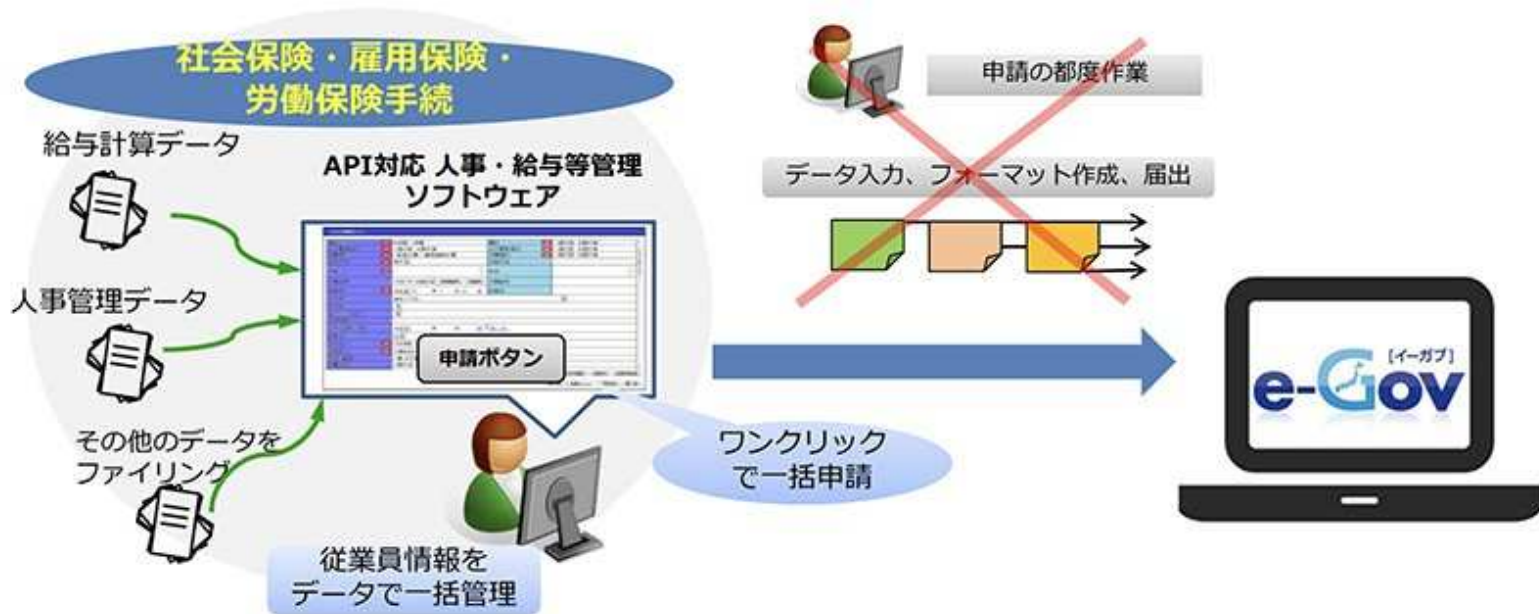 社会保険・雇用保険・
労働保険手続
給与計算データ
API対応 人事・給与等管理
ソフトウェア
人事管理データ
申請ボタン
その他のデータを
ファイリング
ワンクリック
で一括申請
従業員情報を
データで一括管理
申請の都度作業
データ入力、フォーマット作成、届出
[イーガブ]
e-Gov